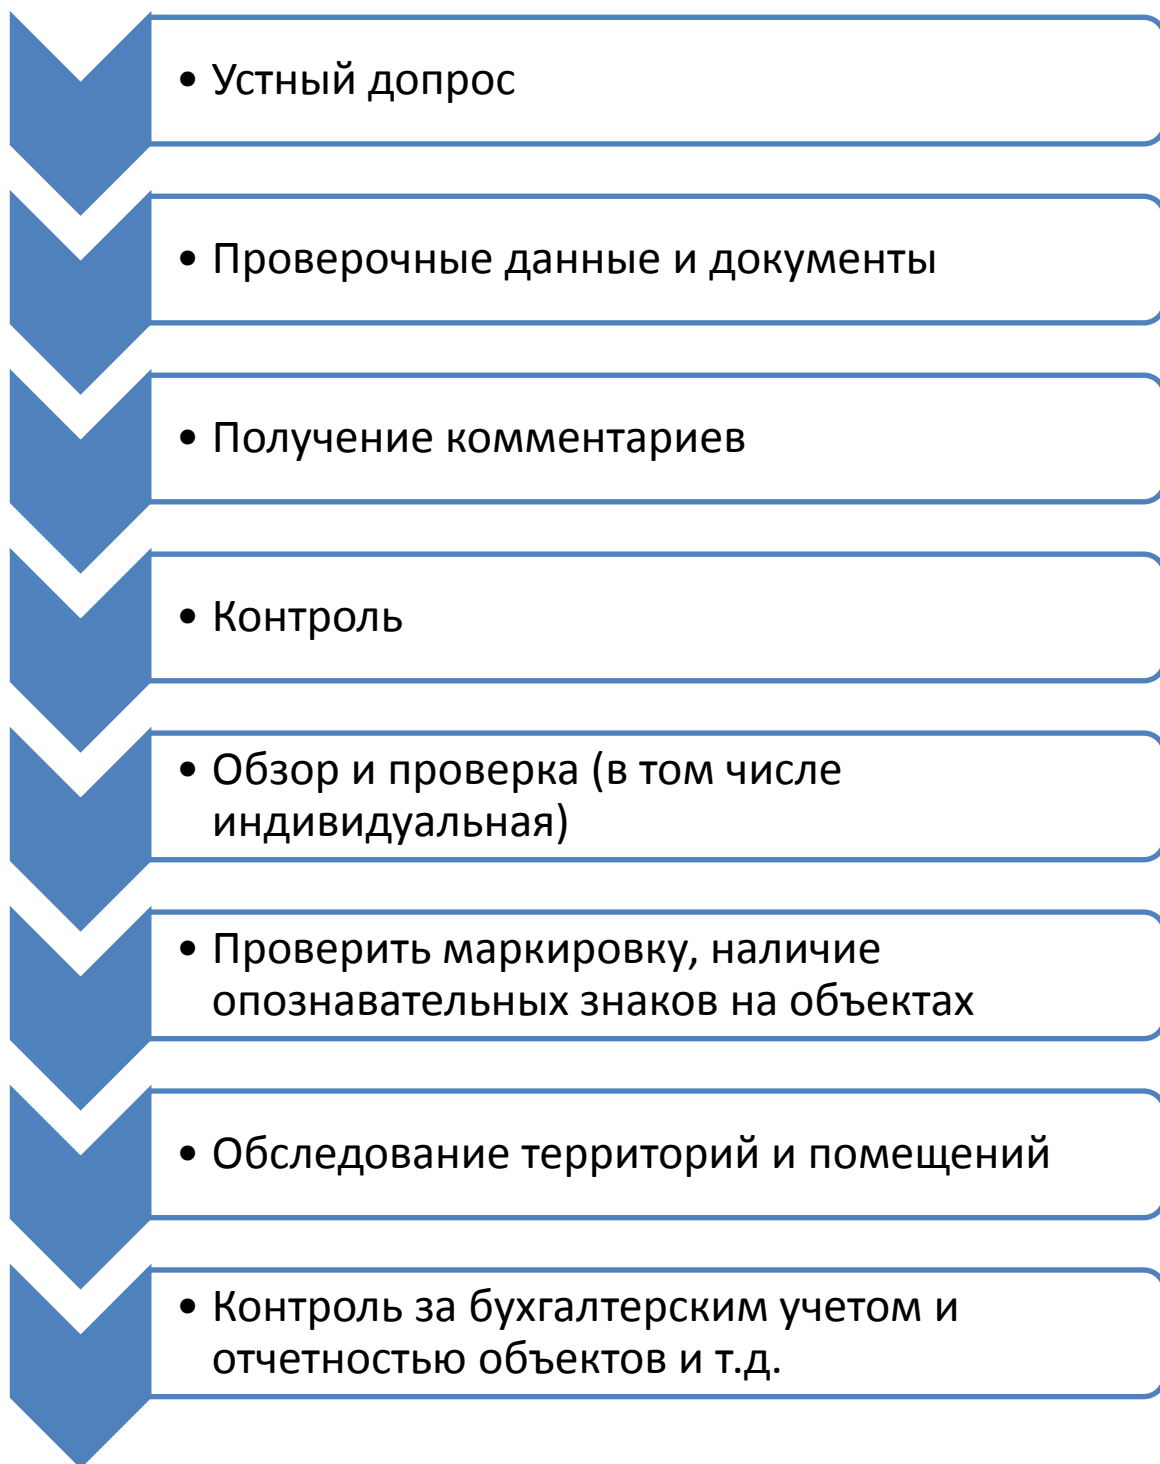 • Устный допрос
• Проверочные данные и документы
• Получение комментариев
• Контроль
• Обзор и проверка (в том числе
индивидуальная)
• Проверить маркировку, наличие
опознавательных знаков на объектах
• Обследование территорий и помещений
• Контроль за бухгалтерским учетом и
отчетностью объектов и т.д.